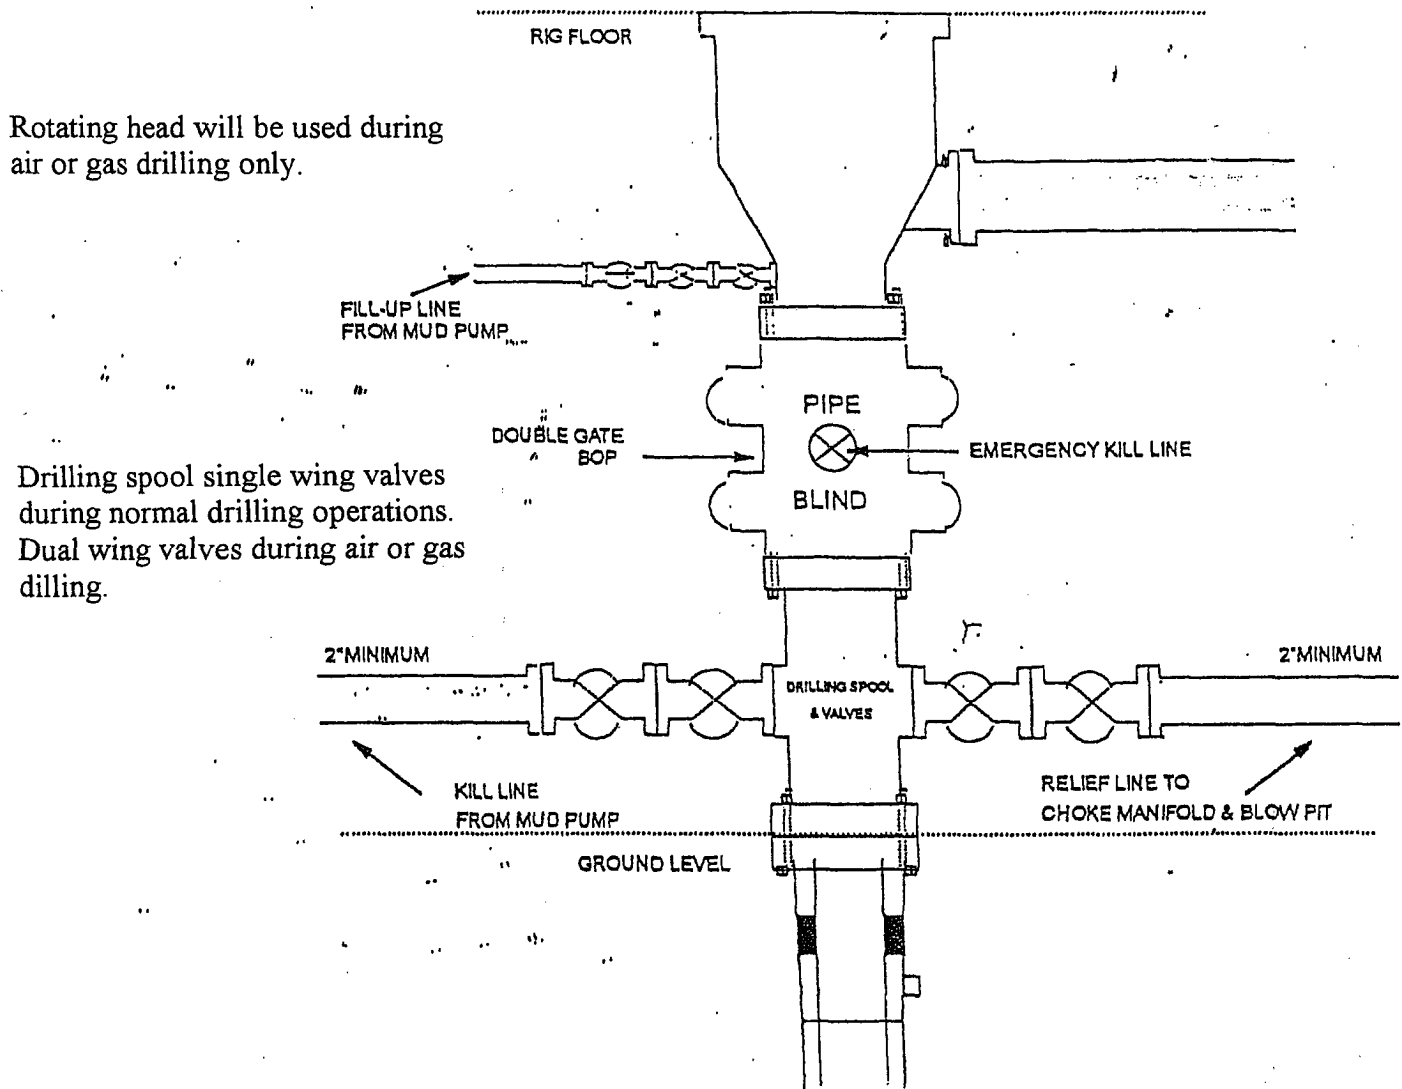 RIG FLOOR
Rotating head will be used during
air or gas drilling only.
FILL-UP LINE
FROM MUD PUMP
PIPE
DOUBLE GATE
BOP
EMERGENCY KILL LINE
BLIND
Drilling spool single wing valves
during normal drilling operations.
Dual wing valves during air or gas
dilling.
2"MINIMUM
2"MINIMUM
DRILLING SPOOL
& VALVES
KILL LINE
FROM MUD PUMP
RELIEF LINE TO
CHOKE MANIFOLD & BLOW PIT
GROUND LEVEL